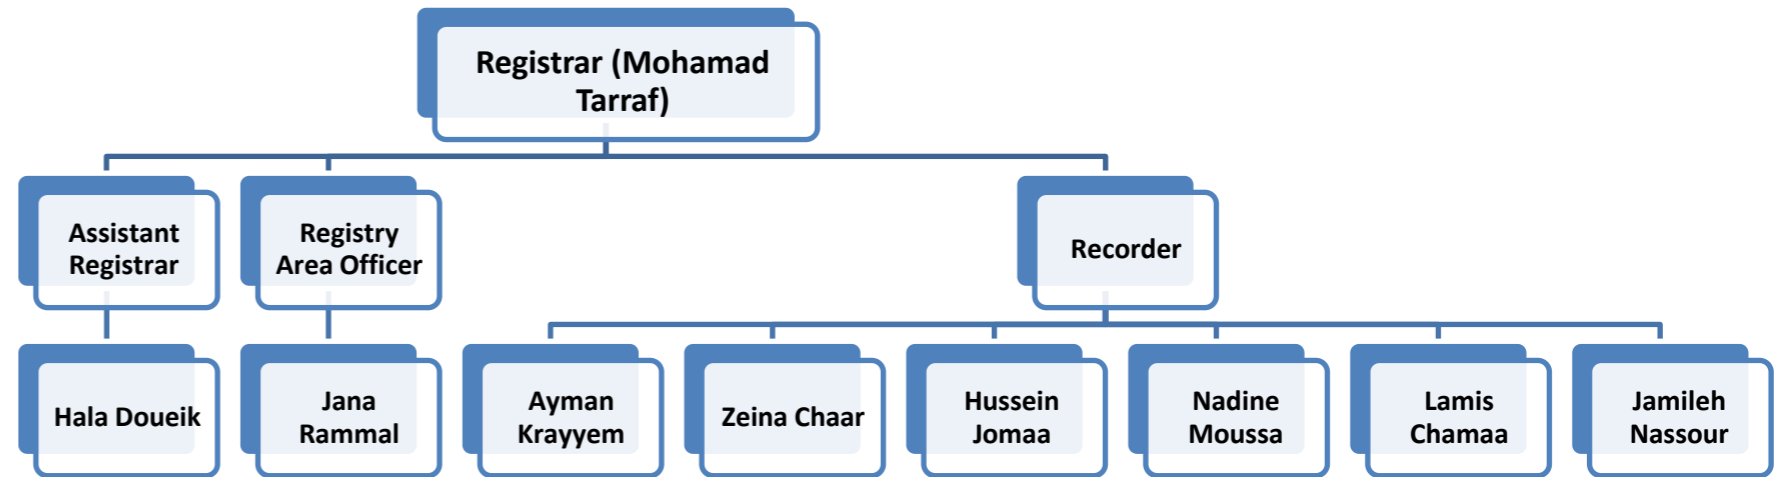 Registrar (Mohamad
Tarraf)
Assistant
Registrar
Registry
Area Officer
Recorder
Hala Doueik
Jana
Rammal
Ayman
Krayyem
Zeina Chaar
Hussein
Jomaa
Nadine
Moussa
Lamis
Chamaa
Jamileh
Nassour